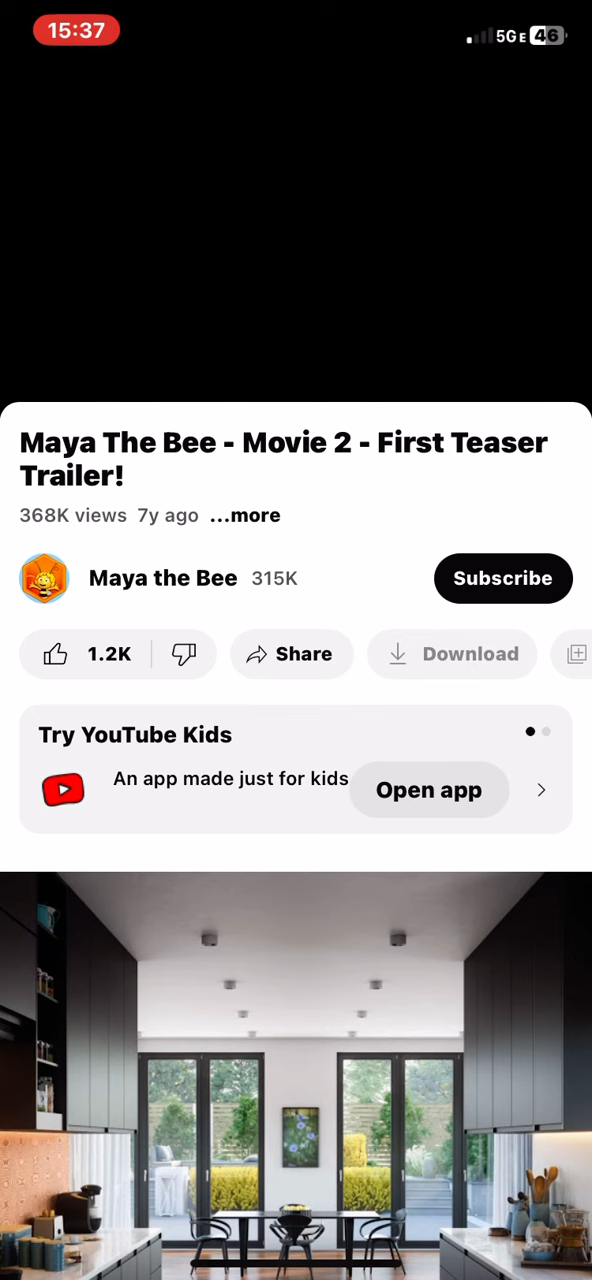 15:37
5GE 46
Maya The Bee - Movie 2 - First Teaser
Trailer!
368K views 7y ago ...more
Maya the Bee 315K
Subscribe
1.2K
Share
Download
Try YouTube Kids
An app made just for kids
Open app